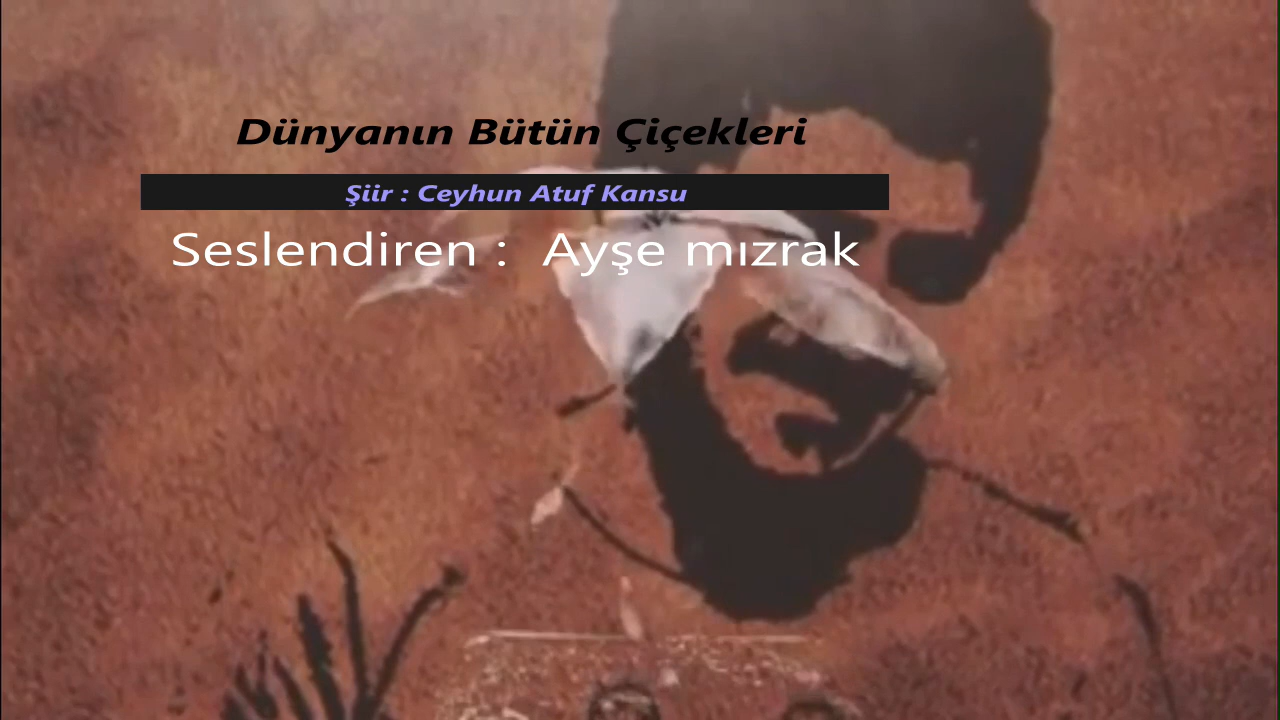 Dünyanın Bütün Çiçekleri
Şiir : Ceyhun Atuf Kansu
Seslendiren : Ayşe mızrak